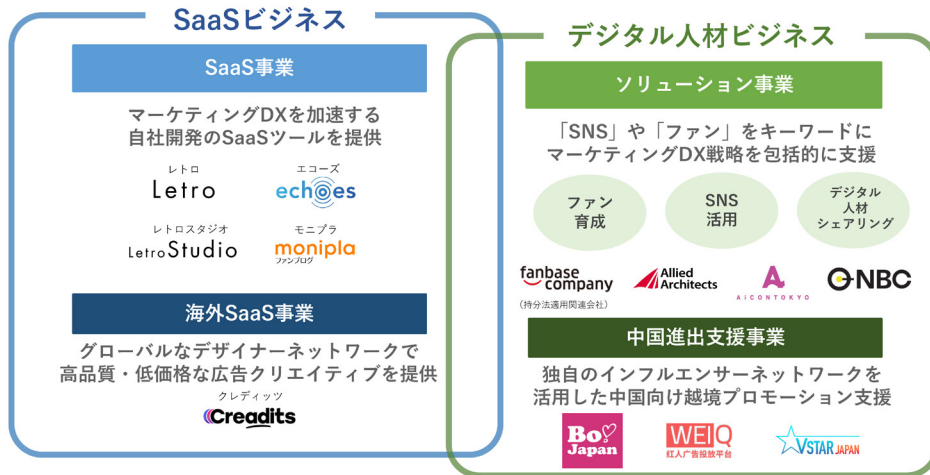 SaaSビジネス
SaaS事業
マーケティングDXを加速する
自社開発のSaaSツールを提供
レトロ
Letro
エコーズ
echoes
レトロスタジオ
LetroStudio
モニプラ
monipla
ファンブログ
海外SaaS事業
グローバルなデザイナーネットワークで
高品質・低価格な広告クリエイティブを提供
クレディッツ
Creadits
デジタル人材ビジネス
ソリューション事業
「SNS」や「ファン」をキーワードに
マーケティングDX戦略を包括的に支援
ファン
育成
SNS
活用
デジタル
人材
シェアリング
fanbase
company
(持分法適用関連会社)
Allied
Architects
A
AiCONTOKYO
NBC
中国進出支援事業
独自のインフルエンサーネットワークを
活用した中国向け越境プロモーション支援
Bo
Japan
WEIQ
红人广告投放平台
VSTAR JAPAN